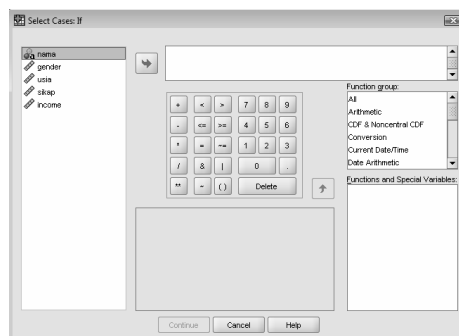 Select Cases: If
nama
gender
usia
sikap
income
+ < > 7 8 9
- <= >= 4 5 6
* = ~= 1 2 3
/ & | 0 .
** ~ ( ) Delete
Function group:
All
Arithmetic
CDF & Noncentral CDF
Conversion
Current Date/Time
Date Arithmetic
Functions and Special Variables:
Continue Cancel Help